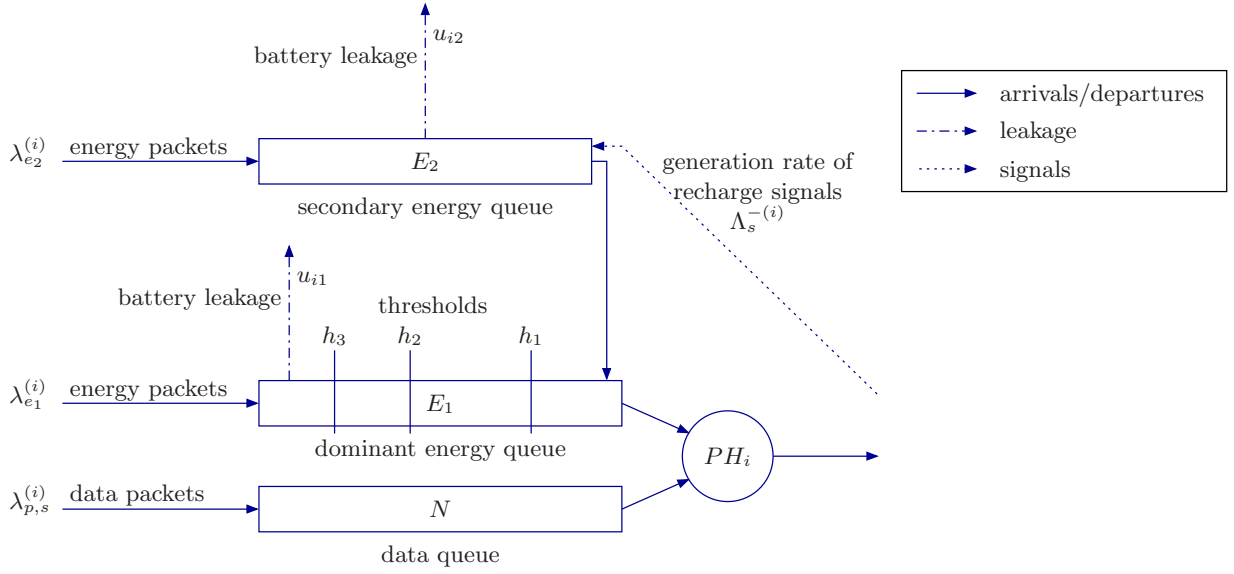 u_{i2}
battery leakage
λ_{e_2}^{(i)}
energy packets
E_2
secondary energy queue
generation rate of
recharge signals
Λ_s^{-(i)}
arrivals/departures
leakage
signals
u_{i1}
battery leakage
thresholds
h_3 h_2 h_1
λ_{e_1}^{(i)}
energy packets
E_1
dominant energy queue
PH_i
λ_{p,s}^{(i)}
data packets
N
data queue